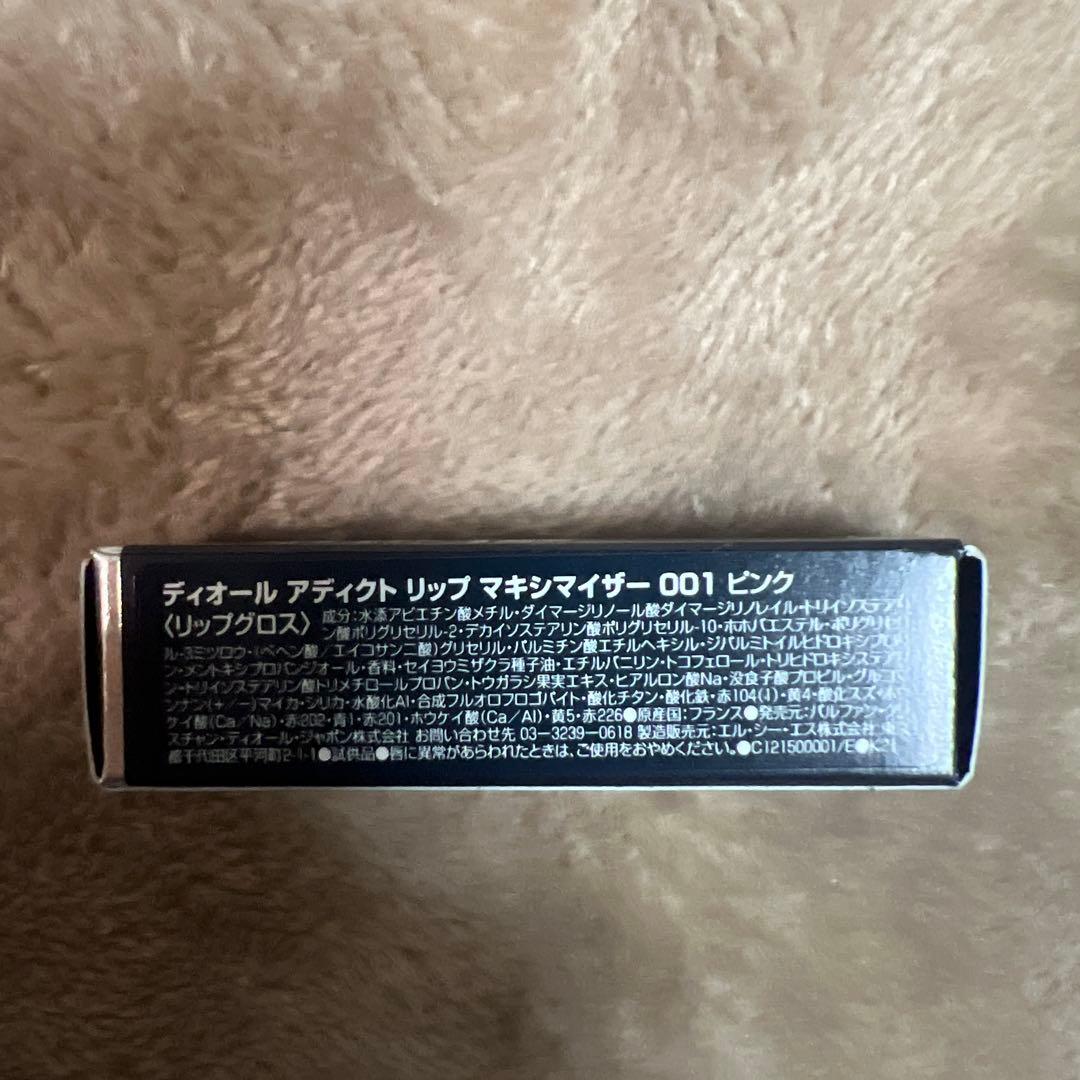 ディオール アディクト リップ マキシマイザー 001 ピンク
〈リップグロス〉 成分:水添アビエチン酸メチル・ダイマージリノール酸ダイマージリノレイル・トリイソステア
ン酸ポリグリセリル-2・デカイソステアリン酸ポリグリセリル-10・ホホバエステル・ポリグリセ
ル-3ミツロウ・(ベヘン酸/エイコサン二酸)グリセリル・パルミチン酸エチルヘキシル・ジパルミトイルヒドロキシプロ
ン・メントキシプロパンジオール・香料・セイヨウミザクラ種子油・エチルバニリン・トコフェロール・トリヒドロキシステア
ン・トリイソステアリン酸トリメチロールプロパン・トウガラシ果実エキス・ヒアルロン酸Na・没食子酸プロピル・グルコ
ンナン(+/-)マイカ・シリカ・水酸化Al・合成フルオロフロゴパイト・酸化チタン・酸化鉄・赤104(1)・黄4・酸化スズ・ホ
ケイ酸(Ca/Na)・赤202・青1・赤201・ホウケイ酸(Ca/Al)・黄5・赤226●原産国:フランス●発売元:パルファン・ク
スチャン・ディオール・ジャポン株式会社 お問い合わせ先 03-3239-0618 製造販売元:エル・シー・エス株式会社 東京
都千代田区平河町2-1-1●試供品●唇に異常があらわれたときは、ご使用をおやめください。●C121500001/E●K21